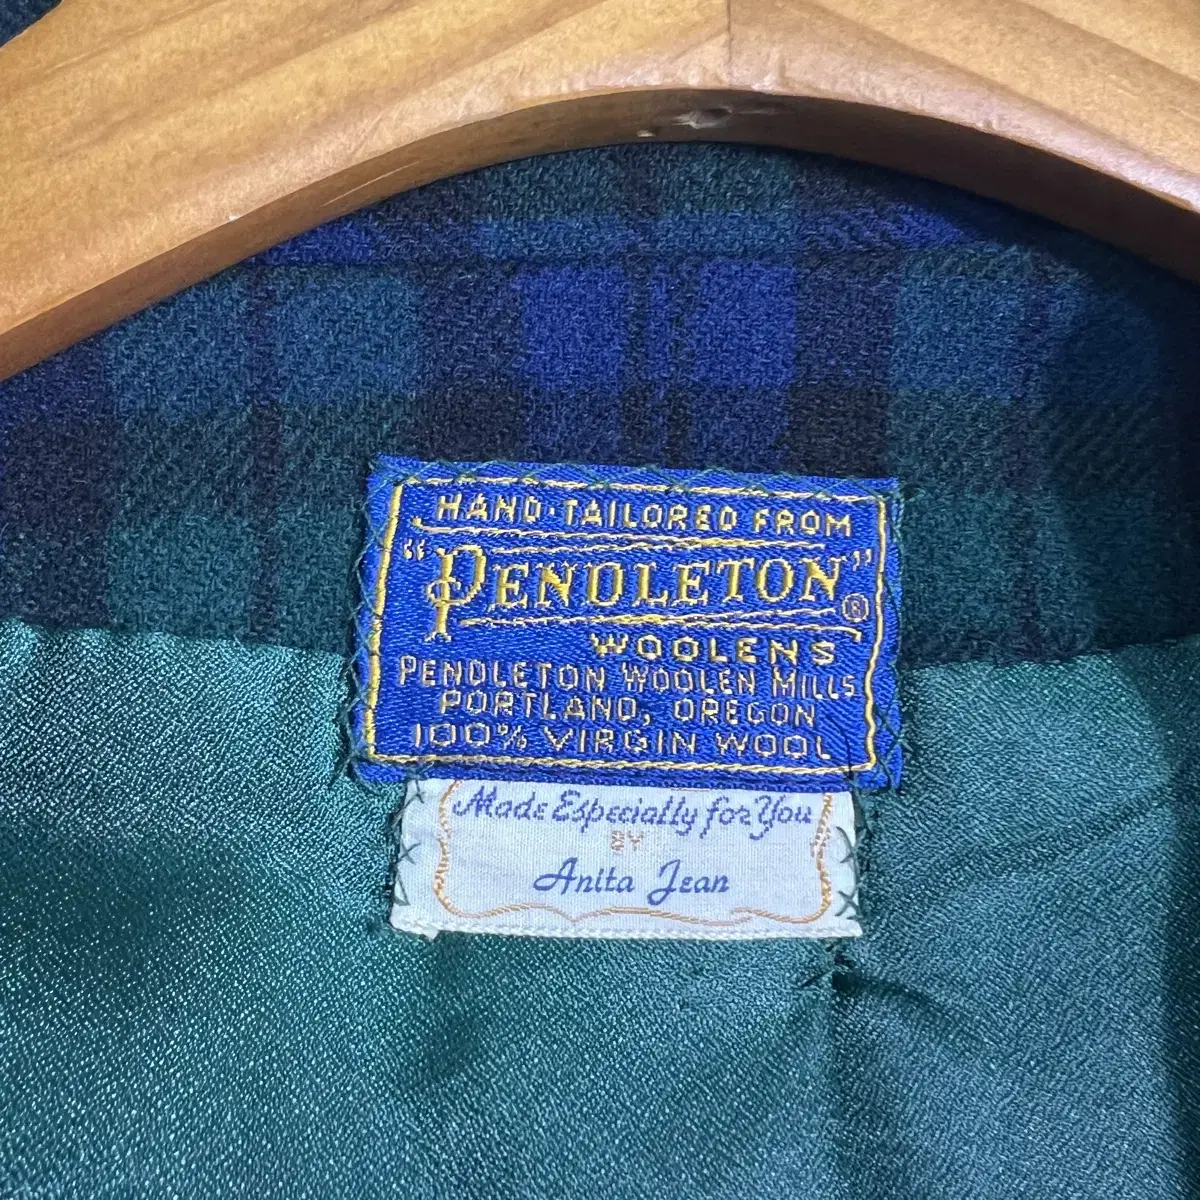 HAND-TAILORED FROM
"PENDLETON" ®
WOOLENS
PENDLETON WOOLEN MILLS
PORTLAND, OREGON
100% VIRGIN WOOL
Made Especially for You
BY
Anita Jean